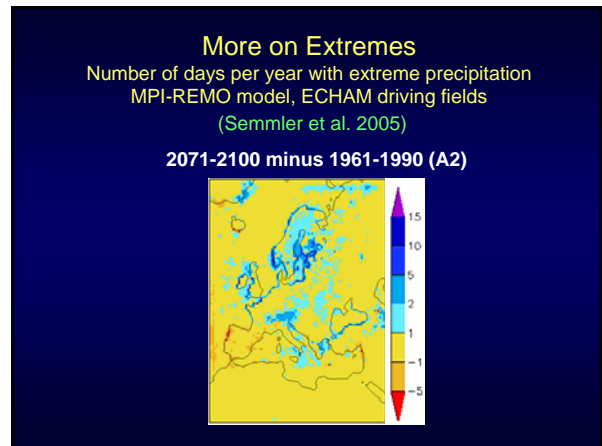 More on Extremes
Number of days per year with extreme precipitation
MPI-REMO model, ECHAM driving fields
(Semmler et al. 2005)
2071-2100 minus 1961-1990 (A2)
15
10
5
2
1
−1
−5